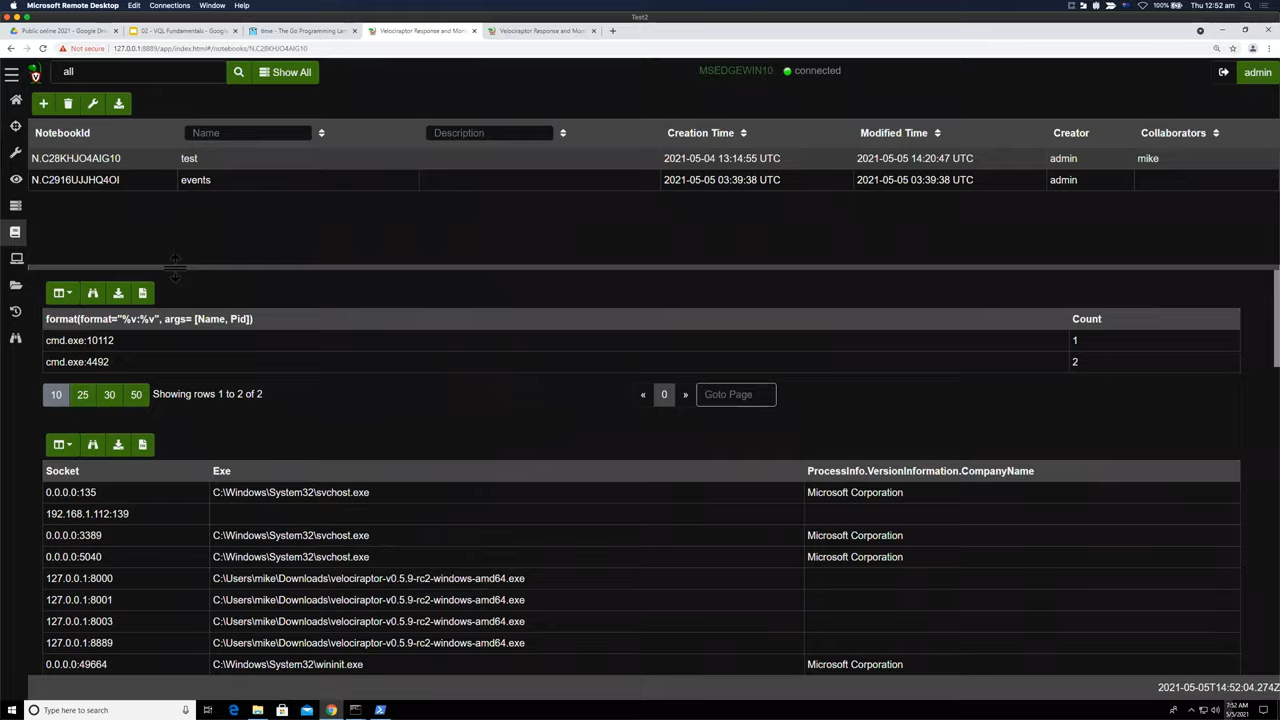 Microsoft Remote Desktop Edit Connections Window Help
100% Thu 12:52 am
Test2
Public online 2021 - Google Driv
02 - VQL Fundamentals - Google
time - The Go Programming Lan
Velociraptor Response and Mon
Velociraptor Response and Mon
Not secure 127.0.0.1:8889/app/index.html#/notebooks/N.C28KHJO4AIG10
all
Show All
MSEDGEWIN10 connected
admin
NotebookId Name Description Creation Time Modified Time Creator Collaborators
N.C28KHJO4AIG10 test 2021-05-04 13:14:55 UTC 2021-05-05 14:20:47 UTC admin mike
N.C2916UJJHQ4OI events 2021-05-05 03:39:38 UTC 2021-05-05 03:39:38 UTC admin
format(format="%v:%v", args= [Name, Pid]) Count
cmd.exe:10112 1
cmd.exe:4492 2
10 25 30 50 Showing rows 1 to 2 of 2 « 0 » Goto Page
Socket Exe ProcessInfo.VersionInformation.CompanyName
0.0.0.0:135 C:\Windows\System32\svchost.exe Microsoft Corporation
192.168.1.112:139
0.0.0.0:3389 C:\Windows\System32\svchost.exe Microsoft Corporation
0.0.0.0:5040 C:\Windows\System32\svchost.exe Microsoft Corporation
127.0.0.1:8000 C:\Users\mike\Downloads\velociraptor-v0.5.9-rc2-windows-amd64.exe
127.0.0.1:8001 C:\Users\mike\Downloads\velociraptor-v0.5.9-rc2-windows-amd64.exe
127.0.0.1:8003 C:\Users\mike\Downloads\velociraptor-v0.5.9-rc2-windows-amd64.exe
127.0.0.1:8889 C:\Users\mike\Downloads\velociraptor-v0.5.9-rc2-windows-amd64.exe
0.0.0.0:49664 C:\Windows\System32\wininit.exe Microsoft Corporation
2021-05-05T14:52:04.274Z
Type here to search
7:52 AM
5/5/2021